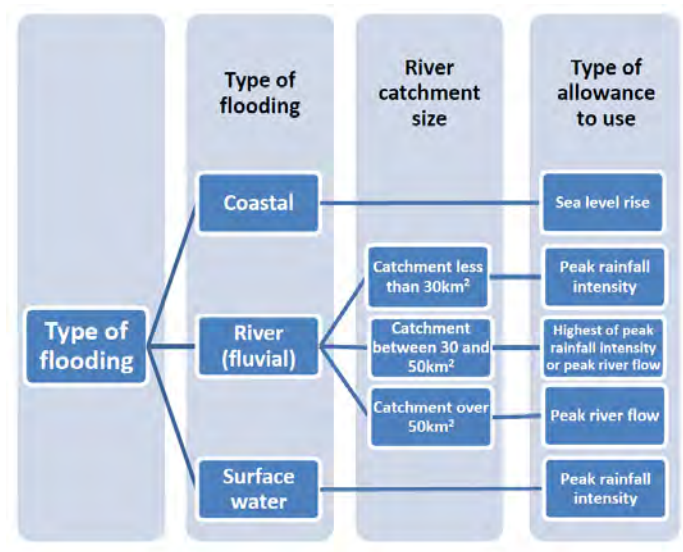 Type of
flooding
River
catchment
size
Type of
allowance
to use
Coastal
Sea level rise
Catchment less
than 30km²
Peak rainfall
intensity
Type of
flooding
River
(fluvial)
Catchment
between 30 and
50km²
Highest of peak
rainfall intensity
or peak river flow
Catchment over
50km²
Peak river flow
Surface
water
Peak rainfall
intensity